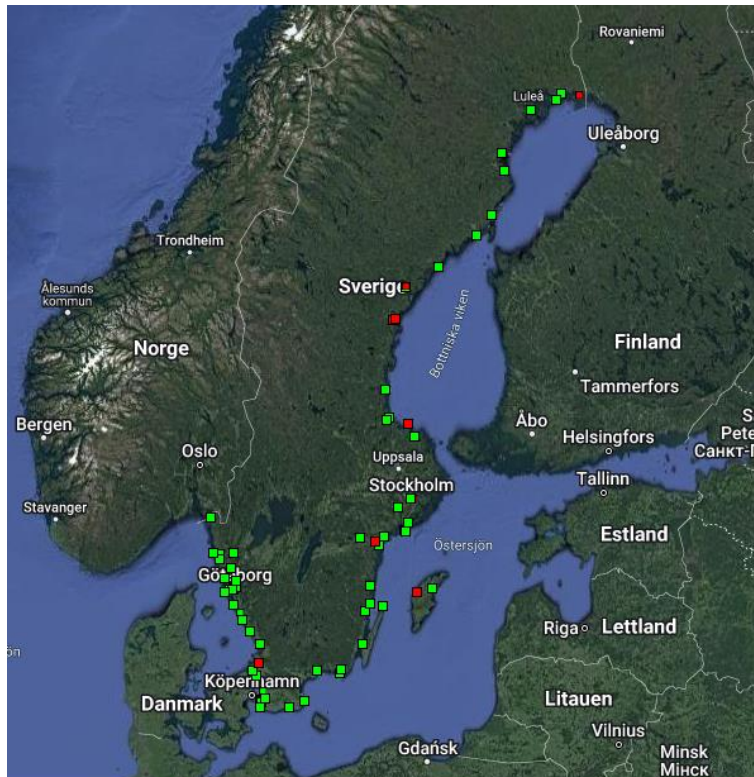 Rovaniemi
Luleå
Uleåborg
Trondheim
Sverige
Ålesunds
kommun
Bottniska viken
Norge
Finland
Tammerfors
Bergen
Åbo
Helsingfors
Oslo
Uppsala
Stockholm
Tallinn
Stavanger
Östersjön
Estland
Göteborg
Riga
Lettland
Köpenhamn
Danmark
Litauen
Vilnius
Gdańsk
Minsk
Мінск